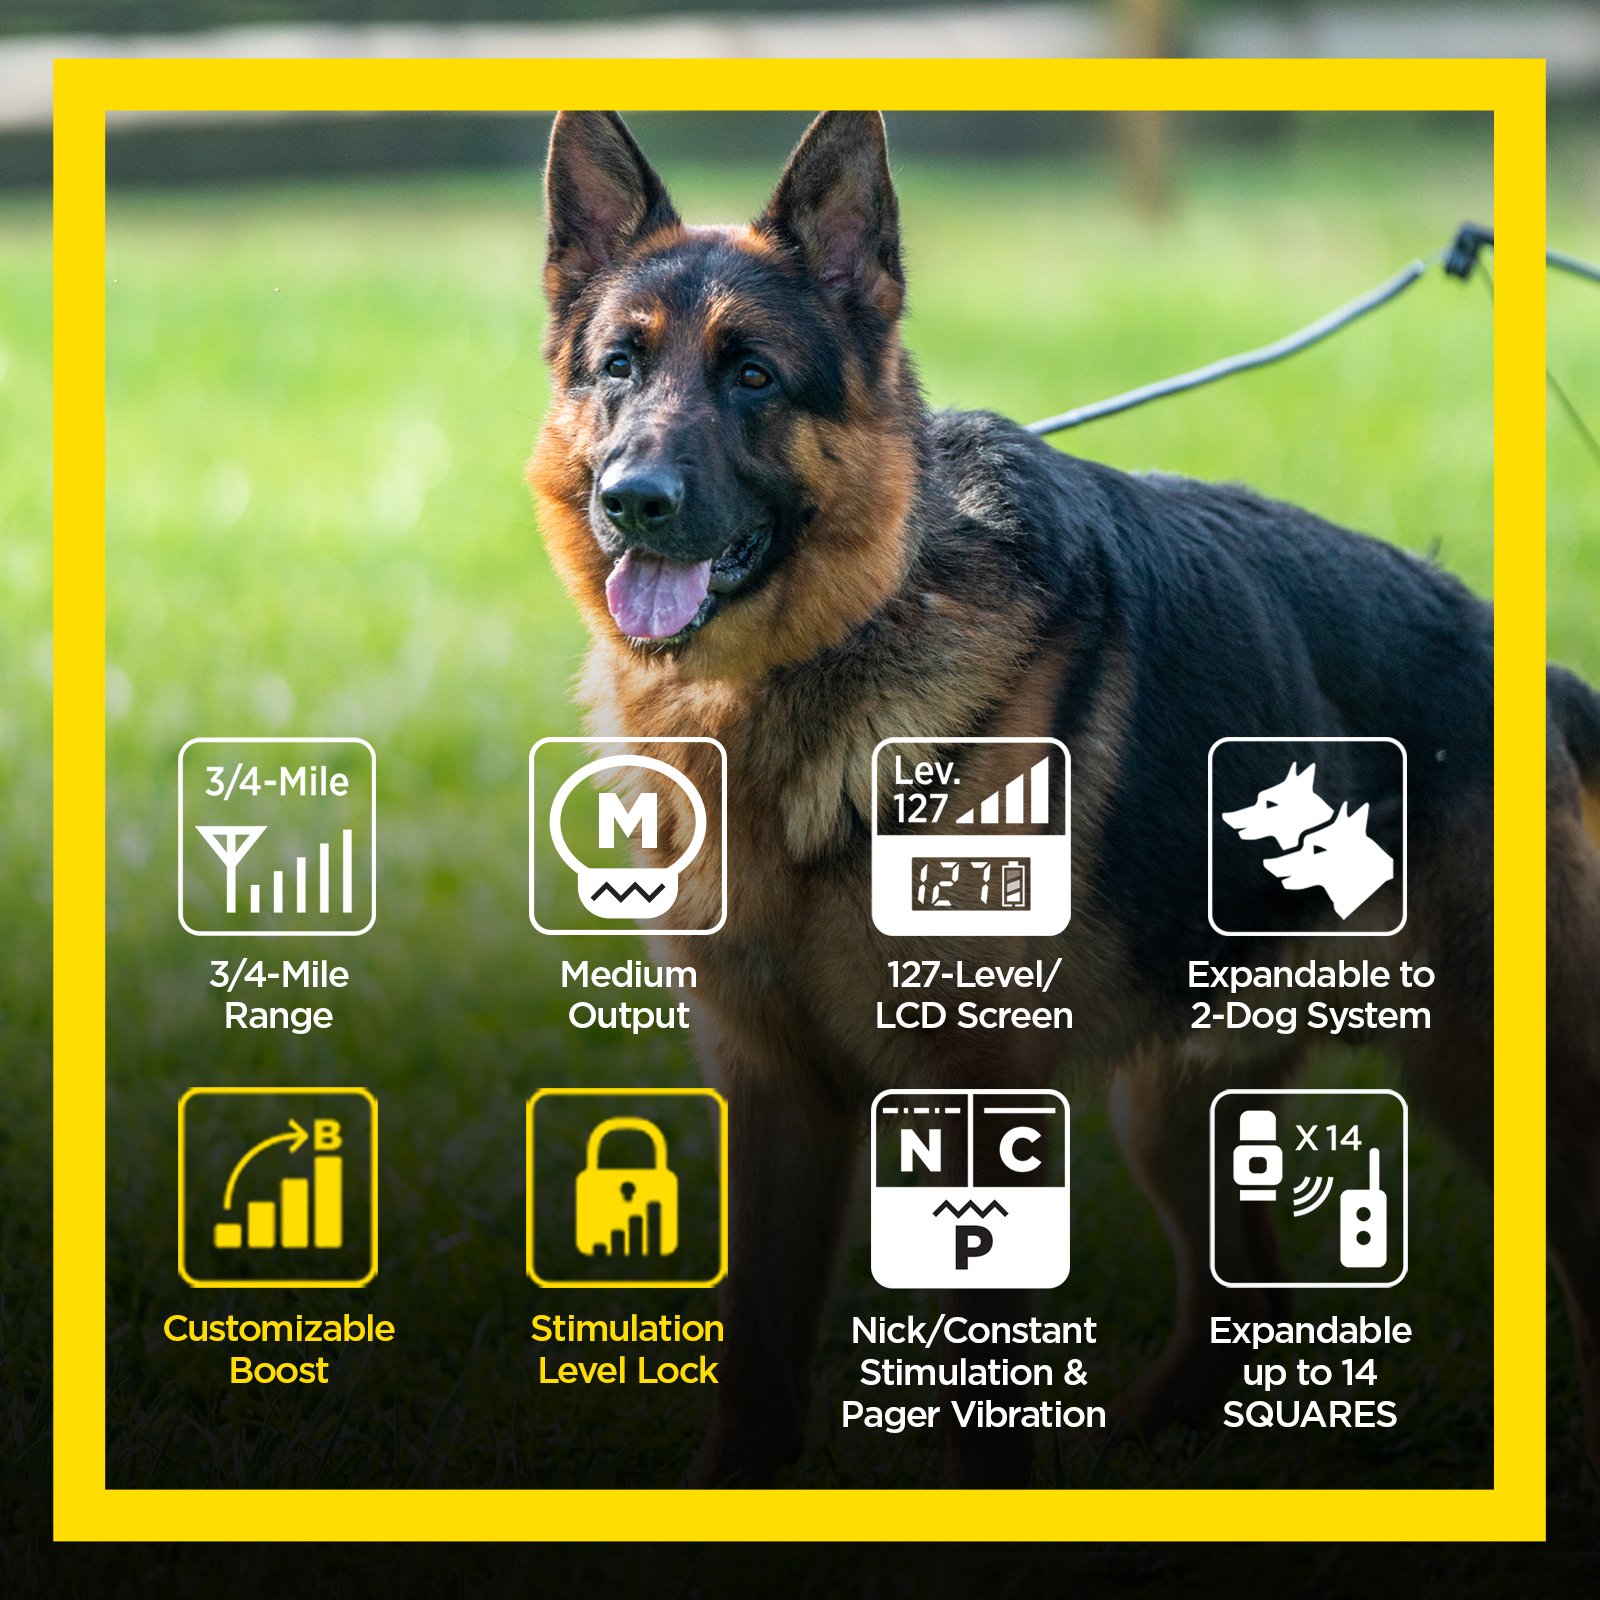 3/4-Mile
3/4-Mile
Range
M
Medium
Output
Lev.
127
127
127-Level/
LCD Screen
Expandable to
2-Dog System
B
Customizable
Boost
Stimulation
Level Lock
N C
P
Nick/Constant
Stimulation &
Pager Vibration
X 14
Expandable
up to 14
SQUARES